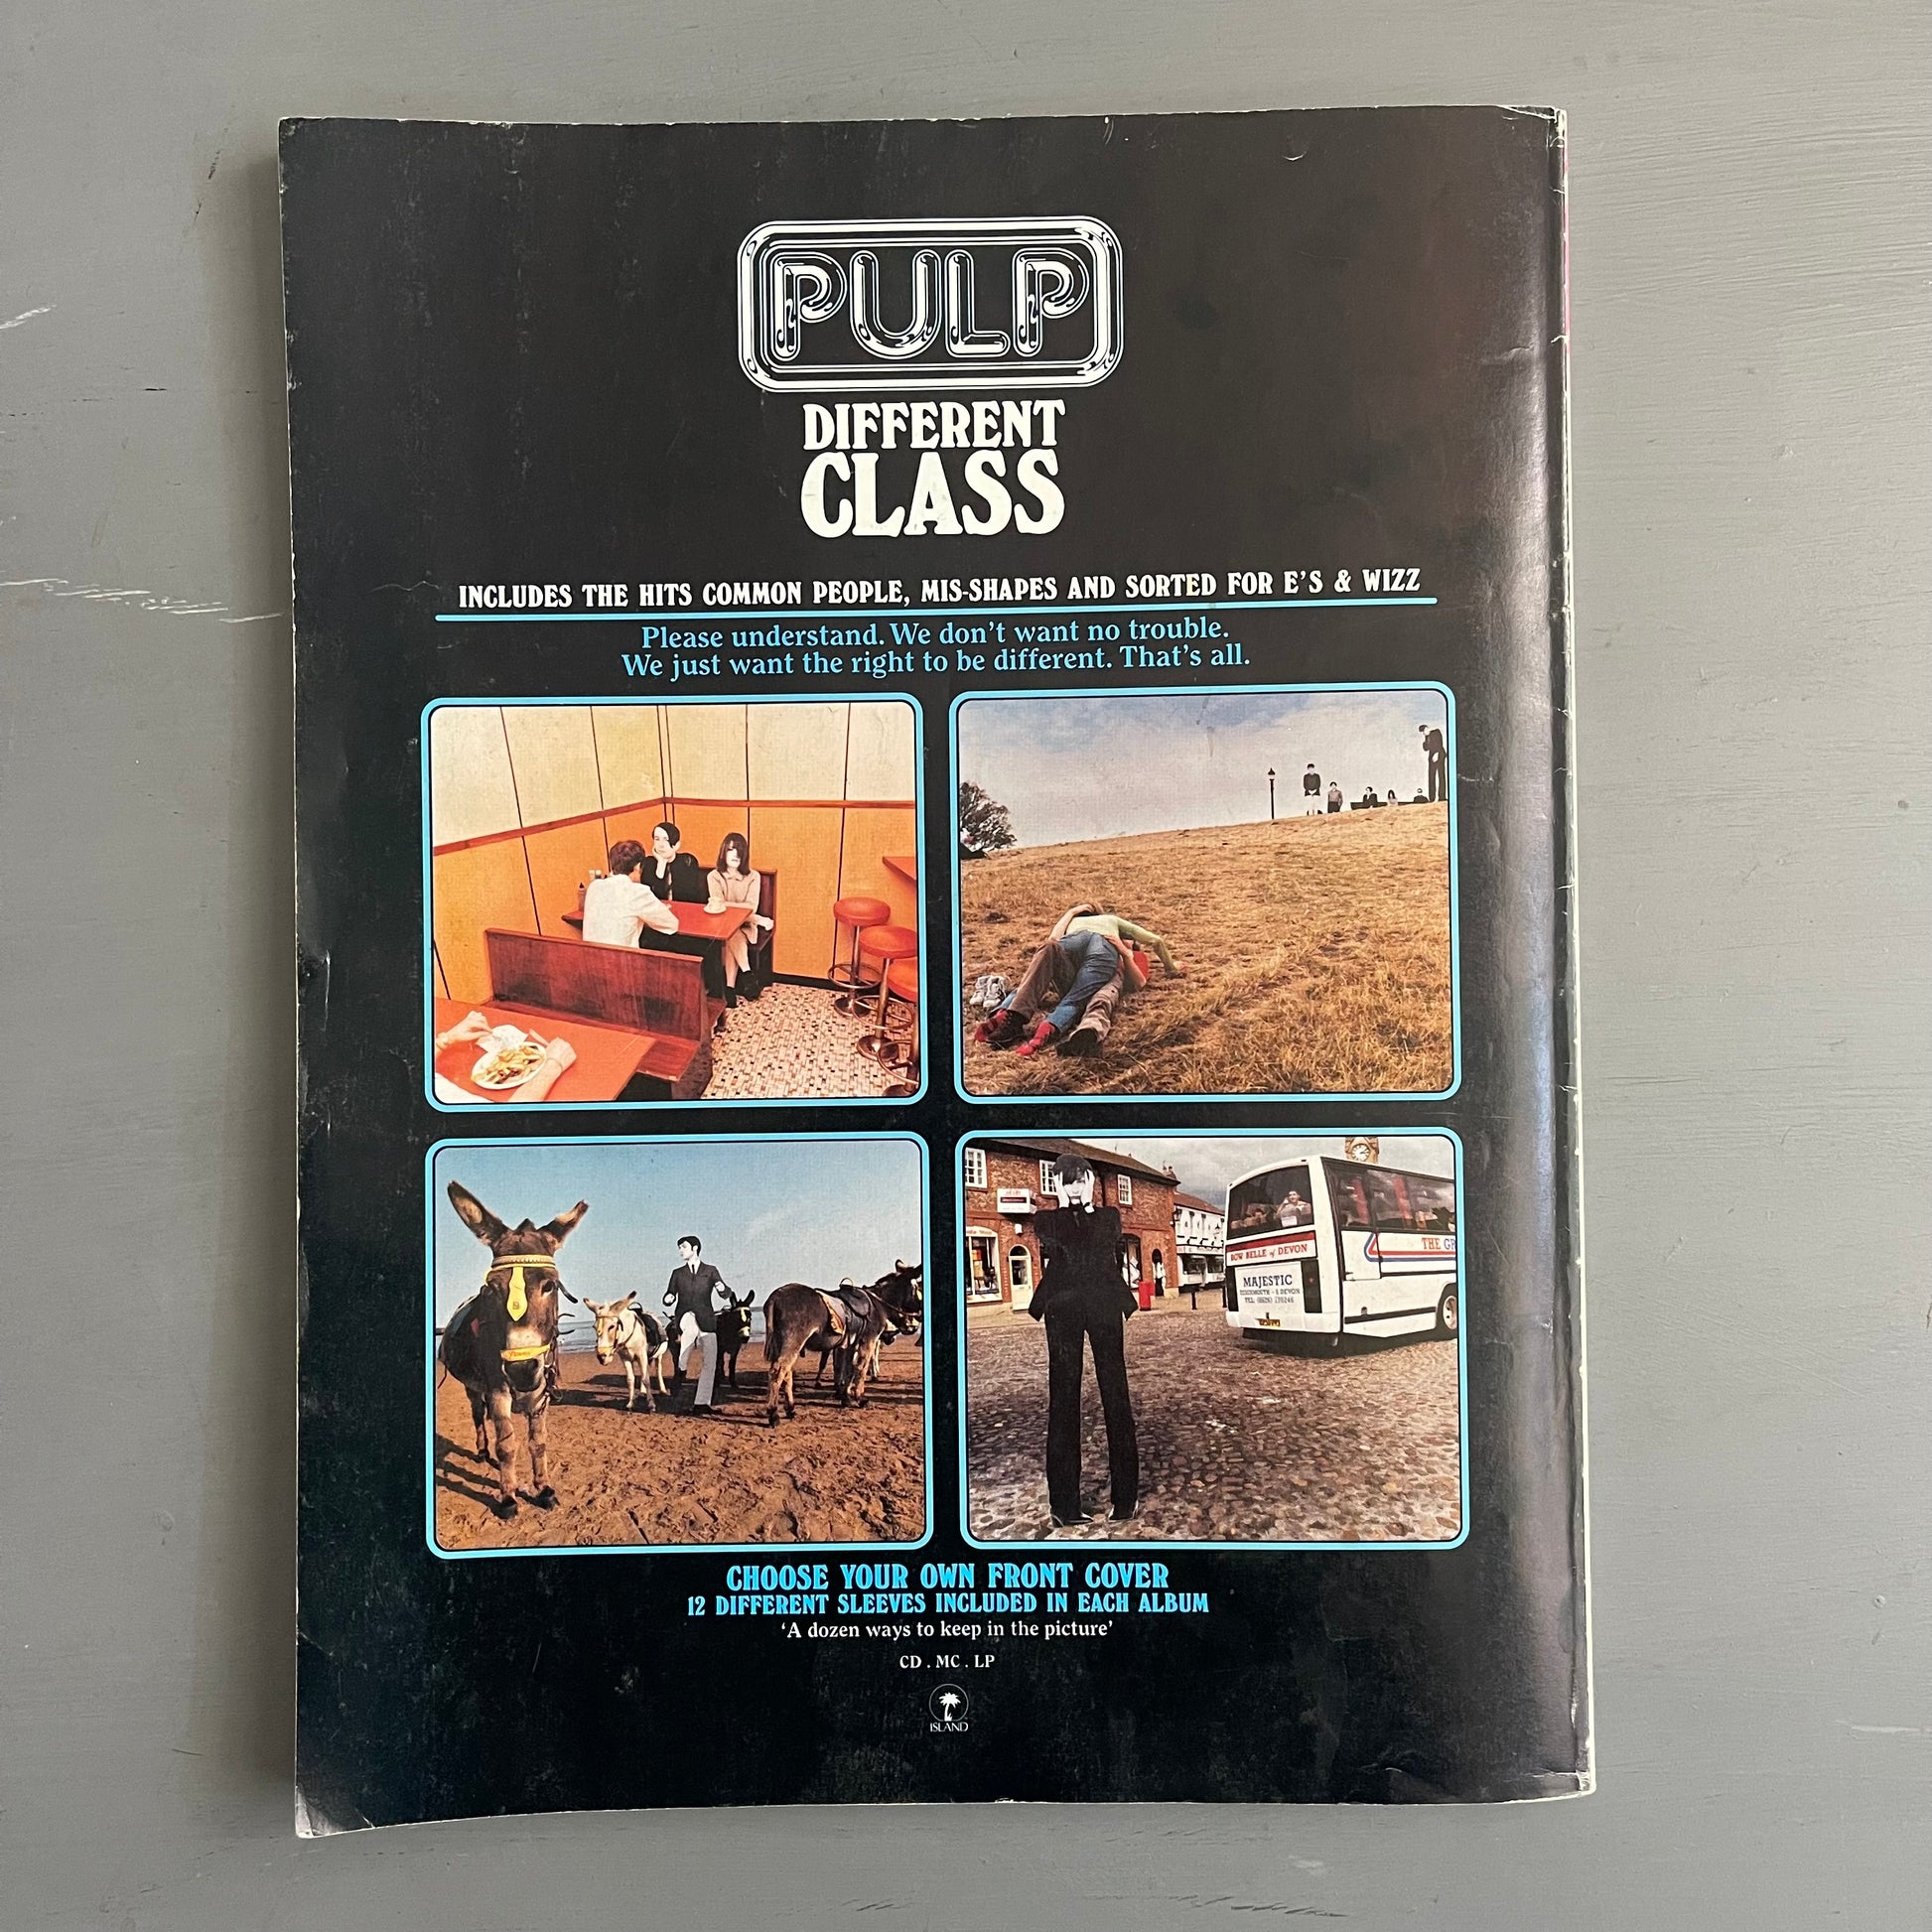 PULP
DIFFERENT
CLASS
INCLUDES THE HITS COMMON PEOPLE, MIS-SHAPES AND SORTED FOR E'S & WIZZ
Please understand. We don't want no trouble.
We just want the right to be different. That's all.
BOW BELLE of DEVON
THE GR
MAJESTIC
CHOOSE YOUR OWN FRONT COVER
12 DIFFERENT SLEEVES INCLUDED IN EACH ALBUM
'A dozen ways to keep in the picture'
CD . MC . LP
ISLAND